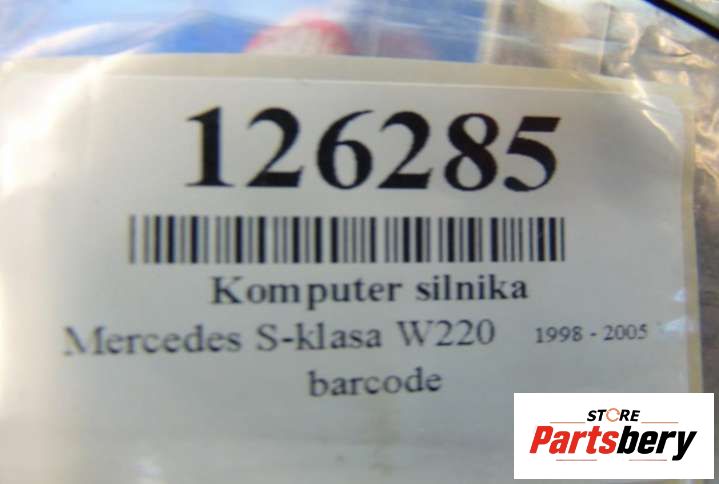 126285
Komputer silnika
Mercedes S-klasa W220 1998 - 2005
barcode
STORE
Partsbery